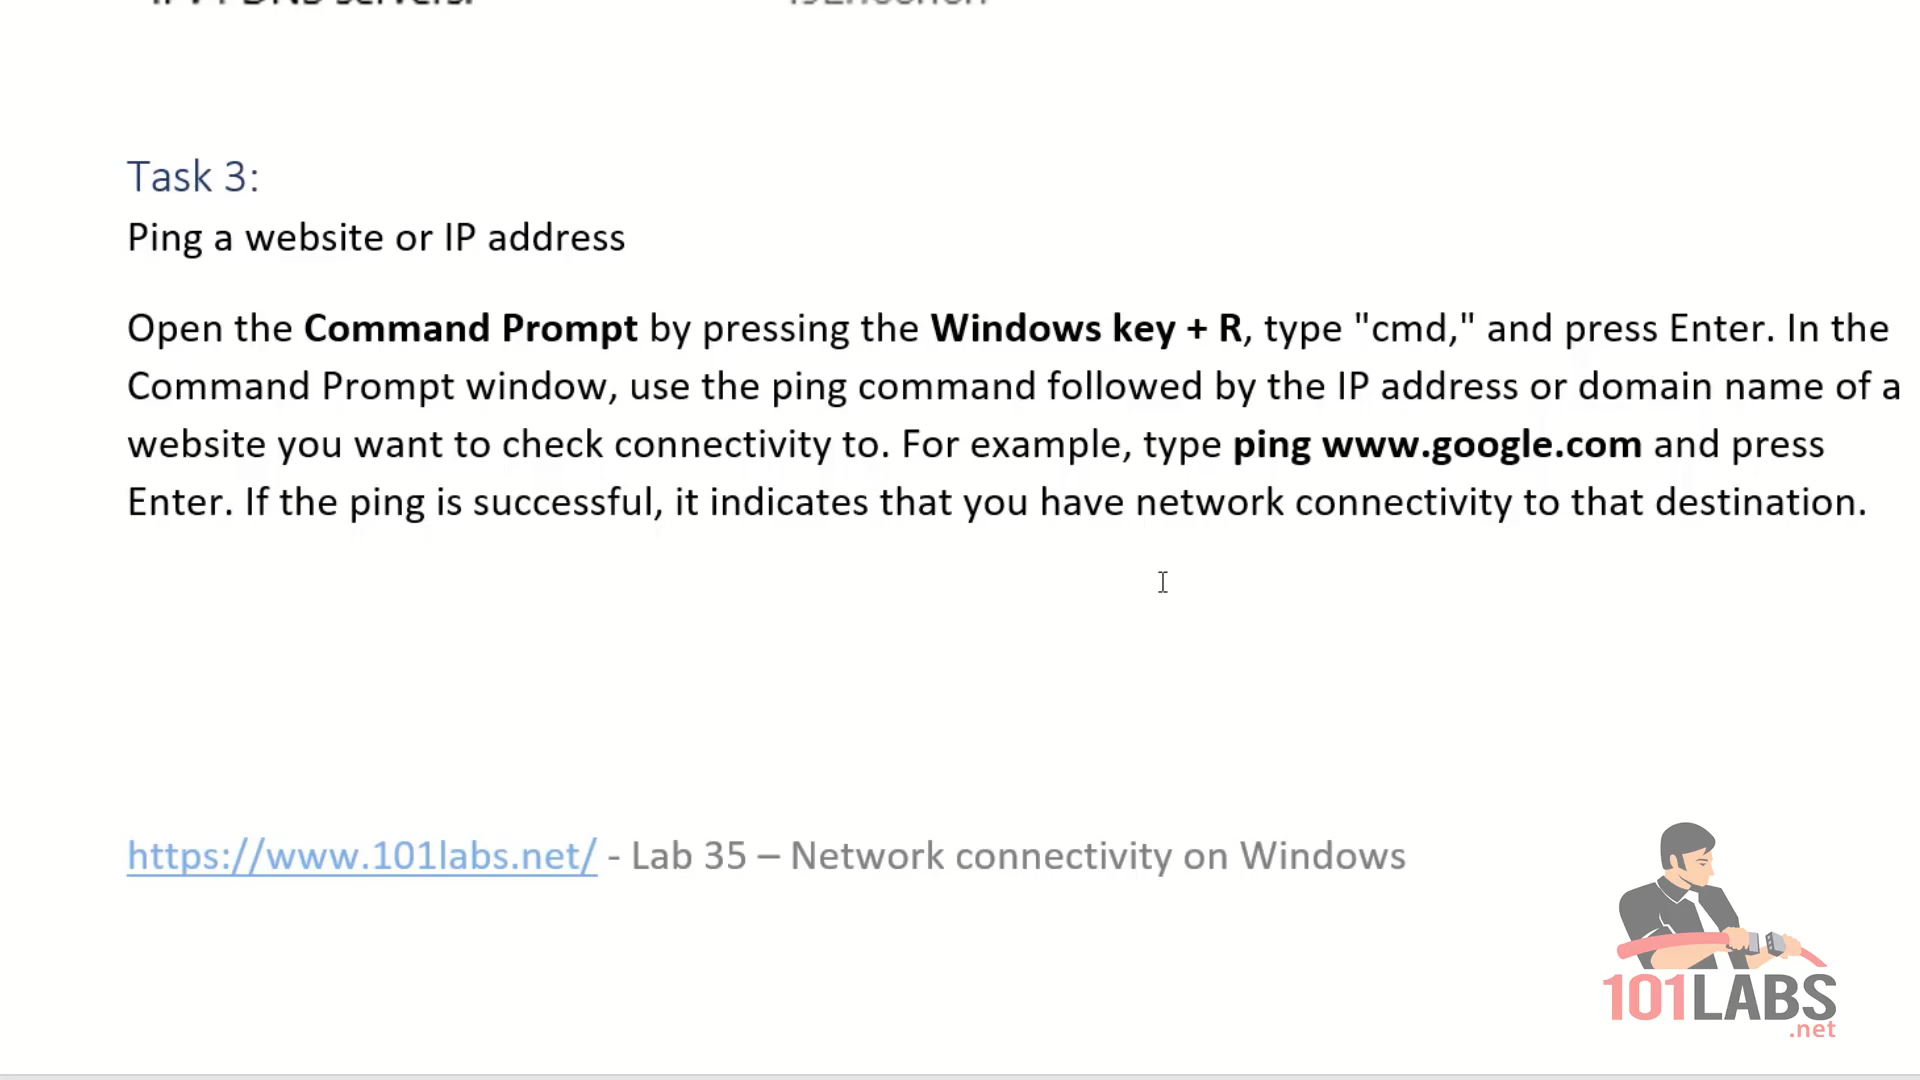 Task 3:
Ping a website or IP address
Open the Command Prompt by pressing the Windows key + R, type "cmd," and press Enter. In the
Command Prompt window, use the ping command followed by the IP address or domain name of a
website you want to check connectivity to. For example, type ping www.google.com and press
Enter. If the ping is successful, it indicates that you have network connectivity to that destination.
https://www.101labs.net/ - Lab 35 – Network connectivity on Windows
101LABS
.net